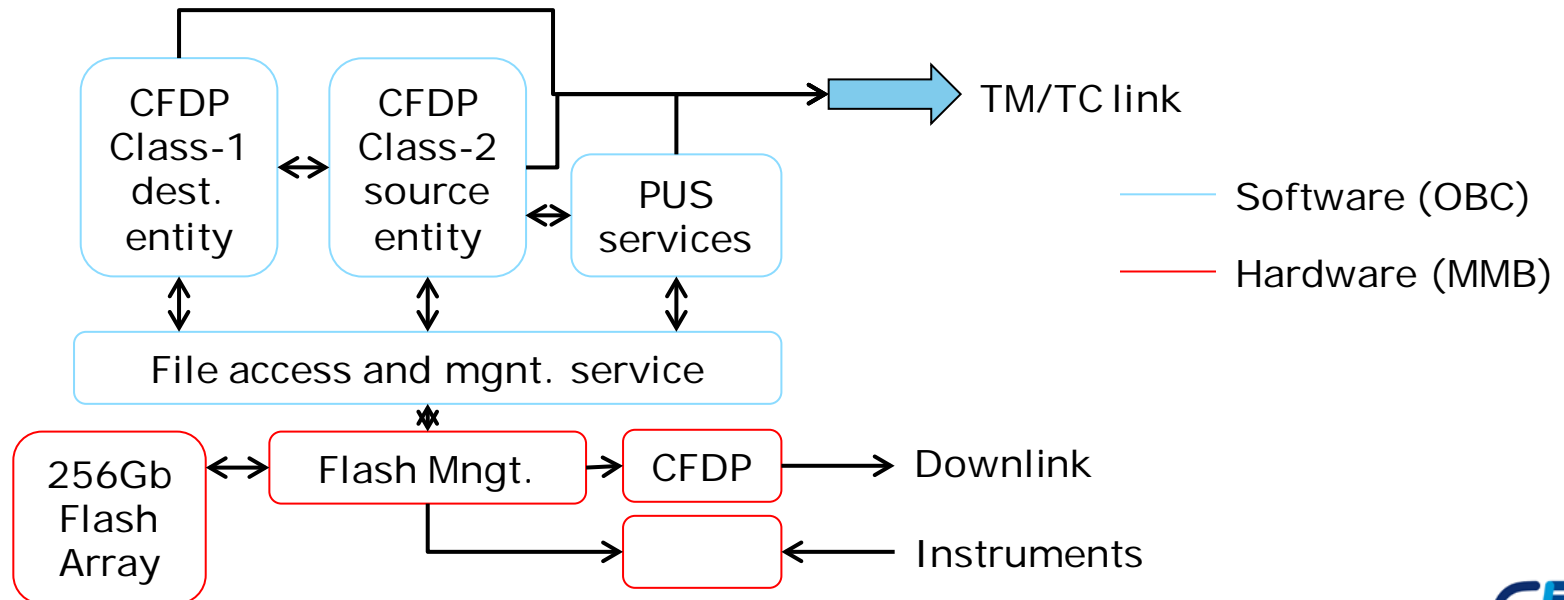 CFDP
Class-1
dest.
entity
CFDP
Class-2
source
entity
PUS
services
TM/TC link
Software (OBC)
Hardware (MMB)
File access and mgnt. service
256Gb
Flash
Array
Flash Mngt.
CFDP
Downlink
Instruments